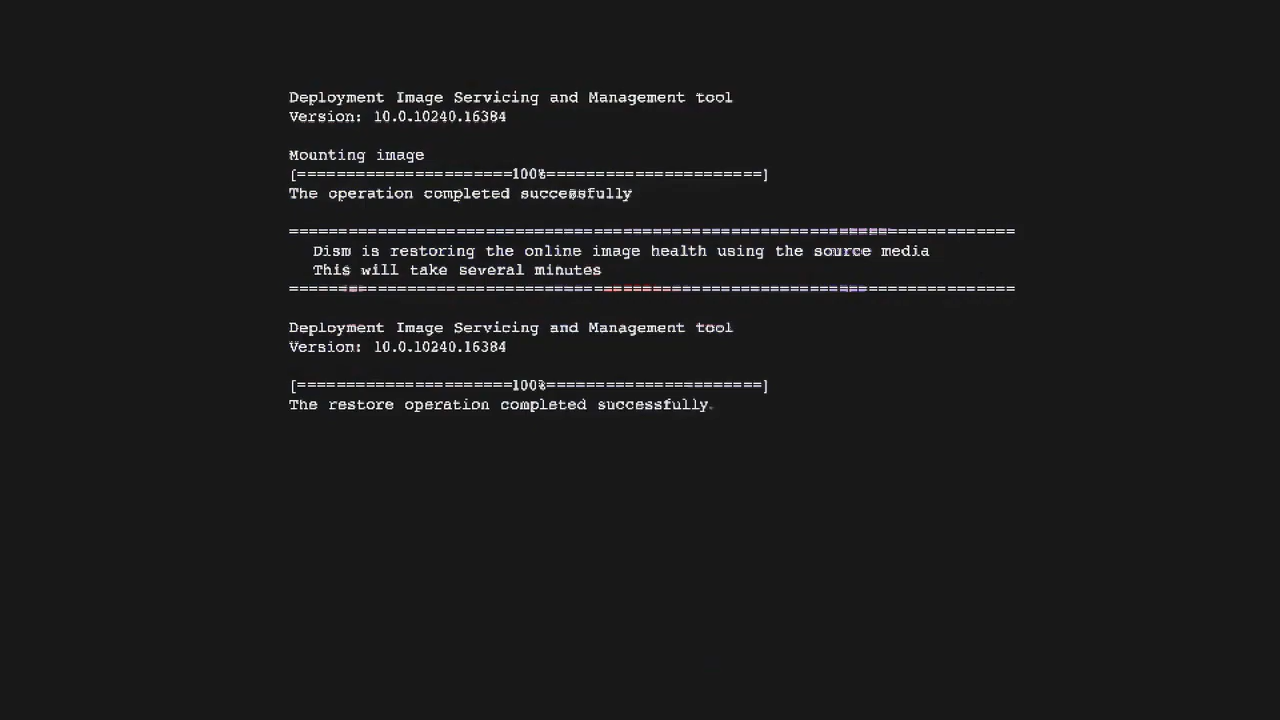 Deployment Image Servicing and Management tool
Version: 10.0.10240.16384
Mounting image
[======================100%======================]
The operation completed successfully
===========================================================================
Dism is restoring the online image health using the source media
This will take several minutes
===========================================================================
Deployment Image Servicing and Management tool
Version: 10.0.10240.16384
[======================100%======================]
The restore operation completed successfully.